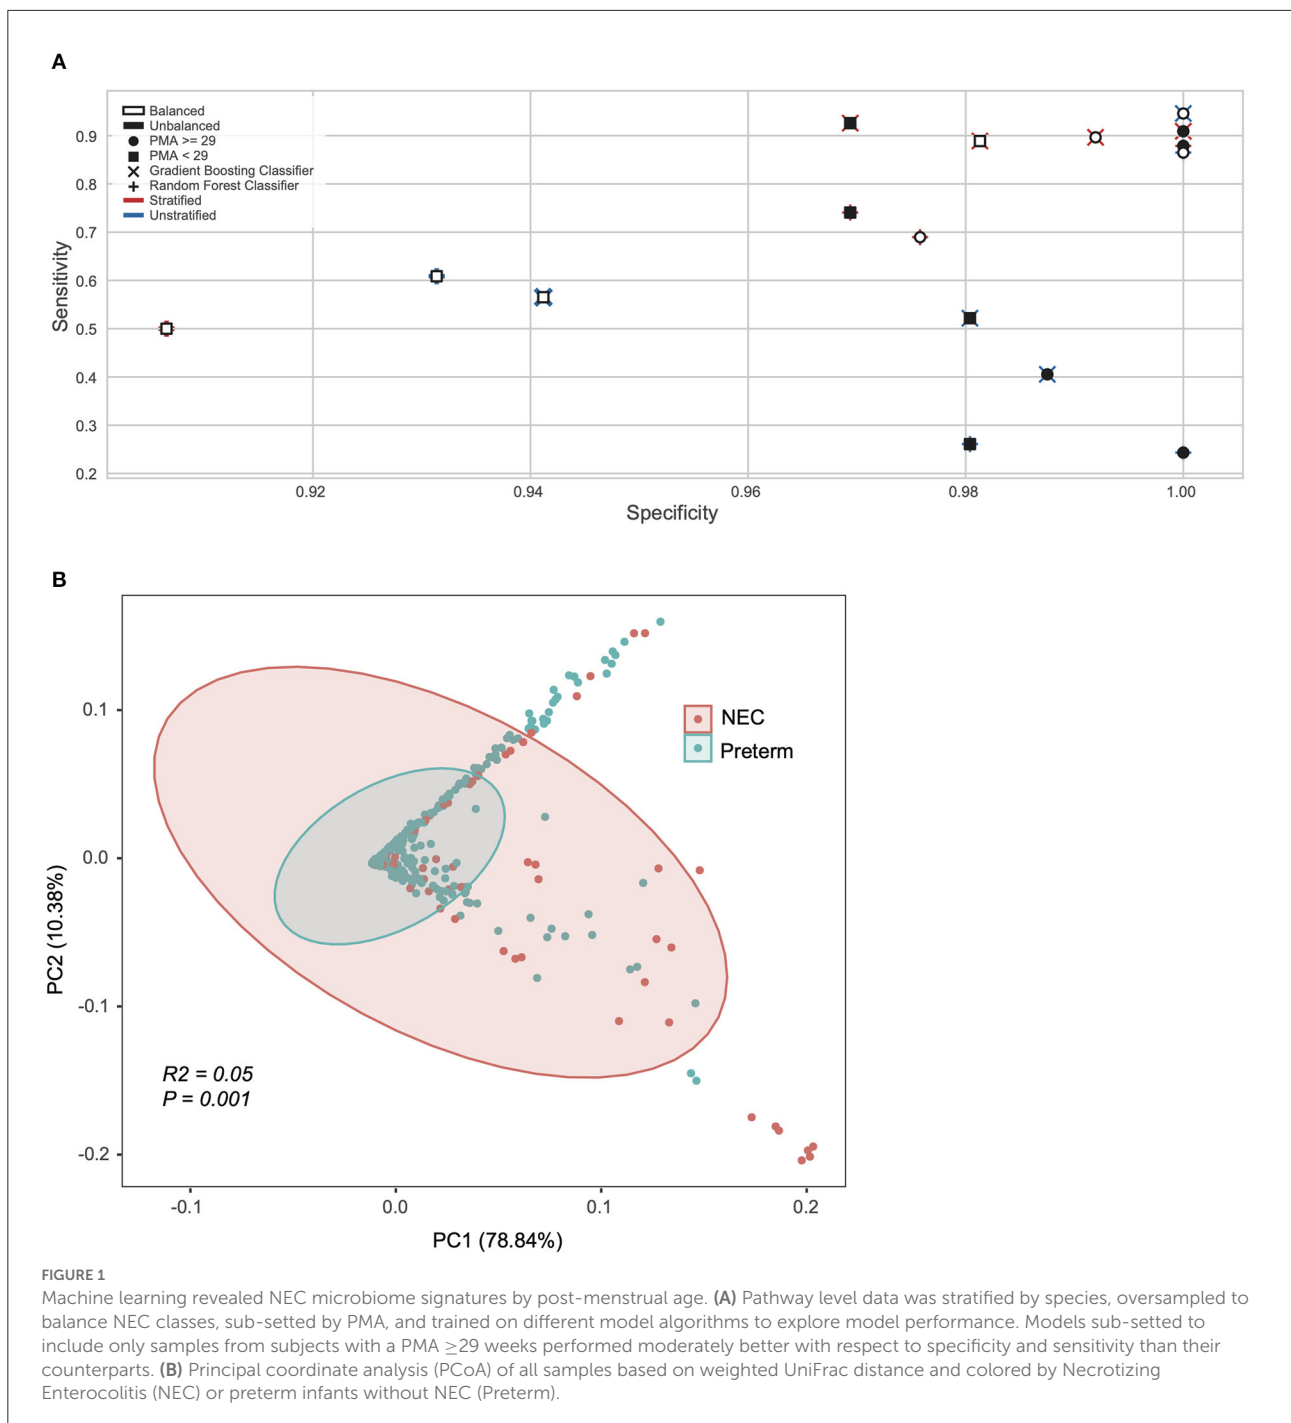 A
Balanced
Unbalanced
PMA >= 29
PMA < 29
Gradient Boosting Classifier
Random Forest Classifier
Stratified
Unstratified
Sensitivity
0.9
0.8
0.7
0.6
0.5
0.4
0.3
0.2
0.92
0.94
0.96
0.98
1.00
Specificity
B
NEC
Preterm
PC2 (10.38%)
0.1
0.0
-0.1
-0.2
R2 = 0.05
P = 0.001
-0.1
0.0
0.1
0.2
PC1 (78.84%)
FIGURE 1
Machine learning revealed NEC microbiome signatures by post-menstrual age. (A) Pathway level data was stratified by species, oversampled to
balance NEC classes, sub-setted by PMA, and trained on different model algorithms to explore model performance. Models sub-setted to
include only samples from subjects with a PMA ≥29 weeks performed moderately better with respect to specificity and sensitivity than their
counterparts. (B) Principal coordinate analysis (PCoA) of all samples based on weighted UniFrac distance and colored by Necrotizing
Enterocolitis (NEC) or preterm infants without NEC (Preterm).